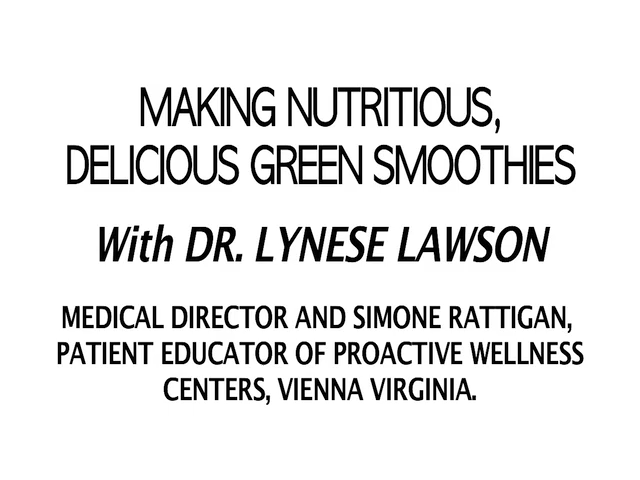 MAKING NUTRITIOUS,
DELICIOUS GREEN SMOOTHIES
With DR. LYNESE LAWSON
MEDICAL DIRECTOR AND SIMONE RATTIGAN,
PATIENT EDUCATOR OF PROACTIVE WELLNESS
CENTERS, VIENNA VIRGINIA.